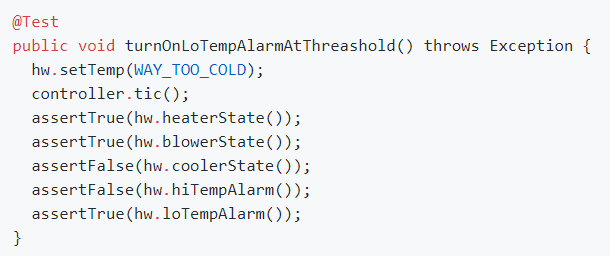 @Test
public void turnOnLoTempAlarmAtThreashold() throws Exception {
  hw.setTemp(WAY_TOO_COLD);
  controller.tic();
  assertTrue(hw.heaterState());
  assertTrue(hw.blowerState());
  assertFalse(hw.coolerState());
  assertFalse(hw.hiTempAlarm());
  assertTrue(hw.loTempAlarm());
}